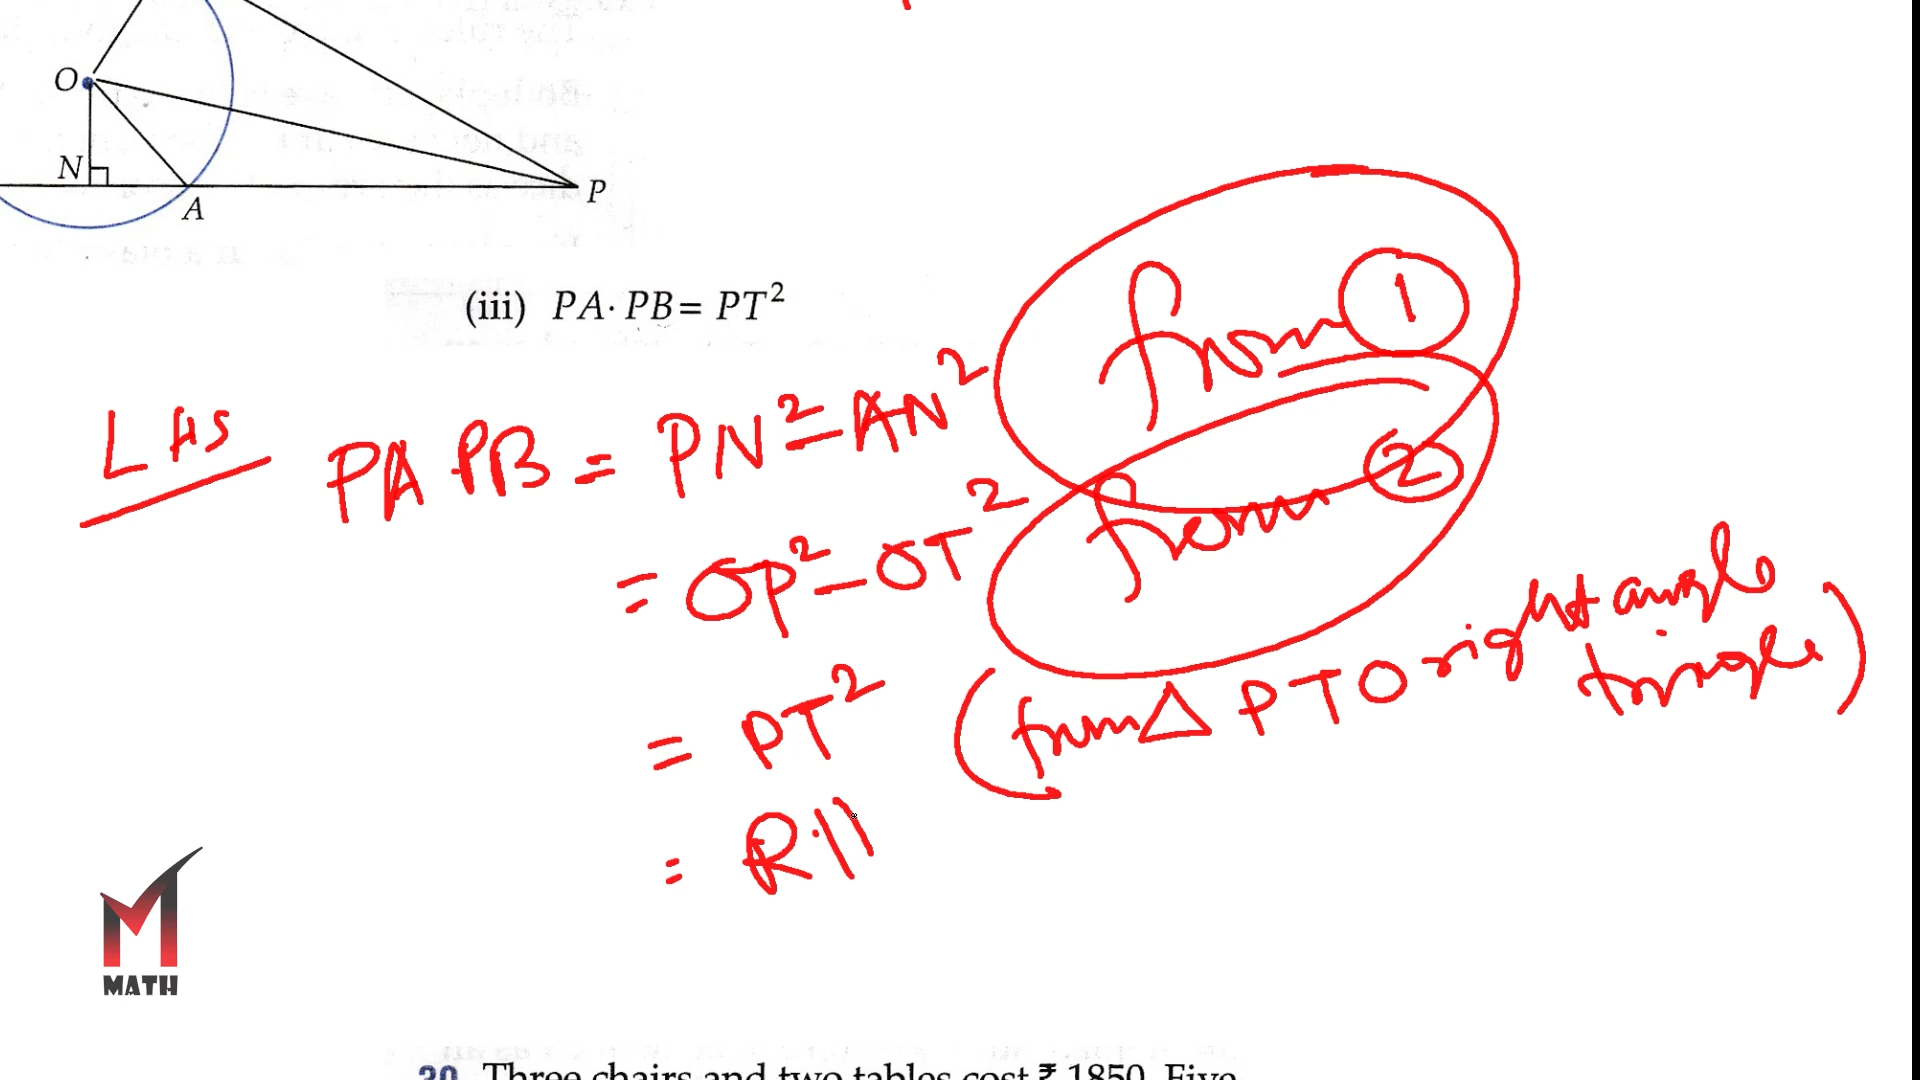 O
N
A
P
(iii) PA· PB= PT²
LHS PA PB = PN² - AN² from ①
= OP² - OT² from ②
= PT² (from △ PTO right angle triangle)
=
MATH
30 Three chairs and two tables cost ₹ 1850. Five